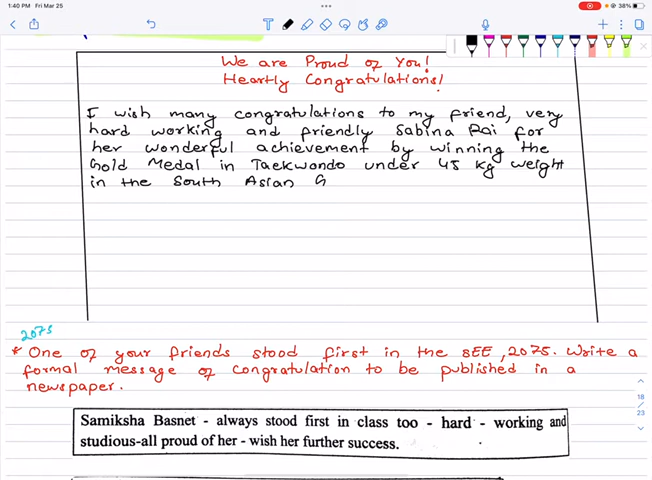 1:40 PM Fri Mar 25
38%
We are Proud of You!
Heartly Congratulations!
I wish many congratulations to my friend, very
hard working and friendly Sabina Rai for
her wonderful achievement by winning the
Gold Medal in Taekwondo under 45 kg weight
in the South Asian G
2075
* One of your friends stood first in the SEE, 2075. Write a
formal message of congratulation to be published in a
newspaper.
18
/
23
Samiksha Basnet - always stood first in class too - hard - working and
studious-all proud of her - wish her further success.